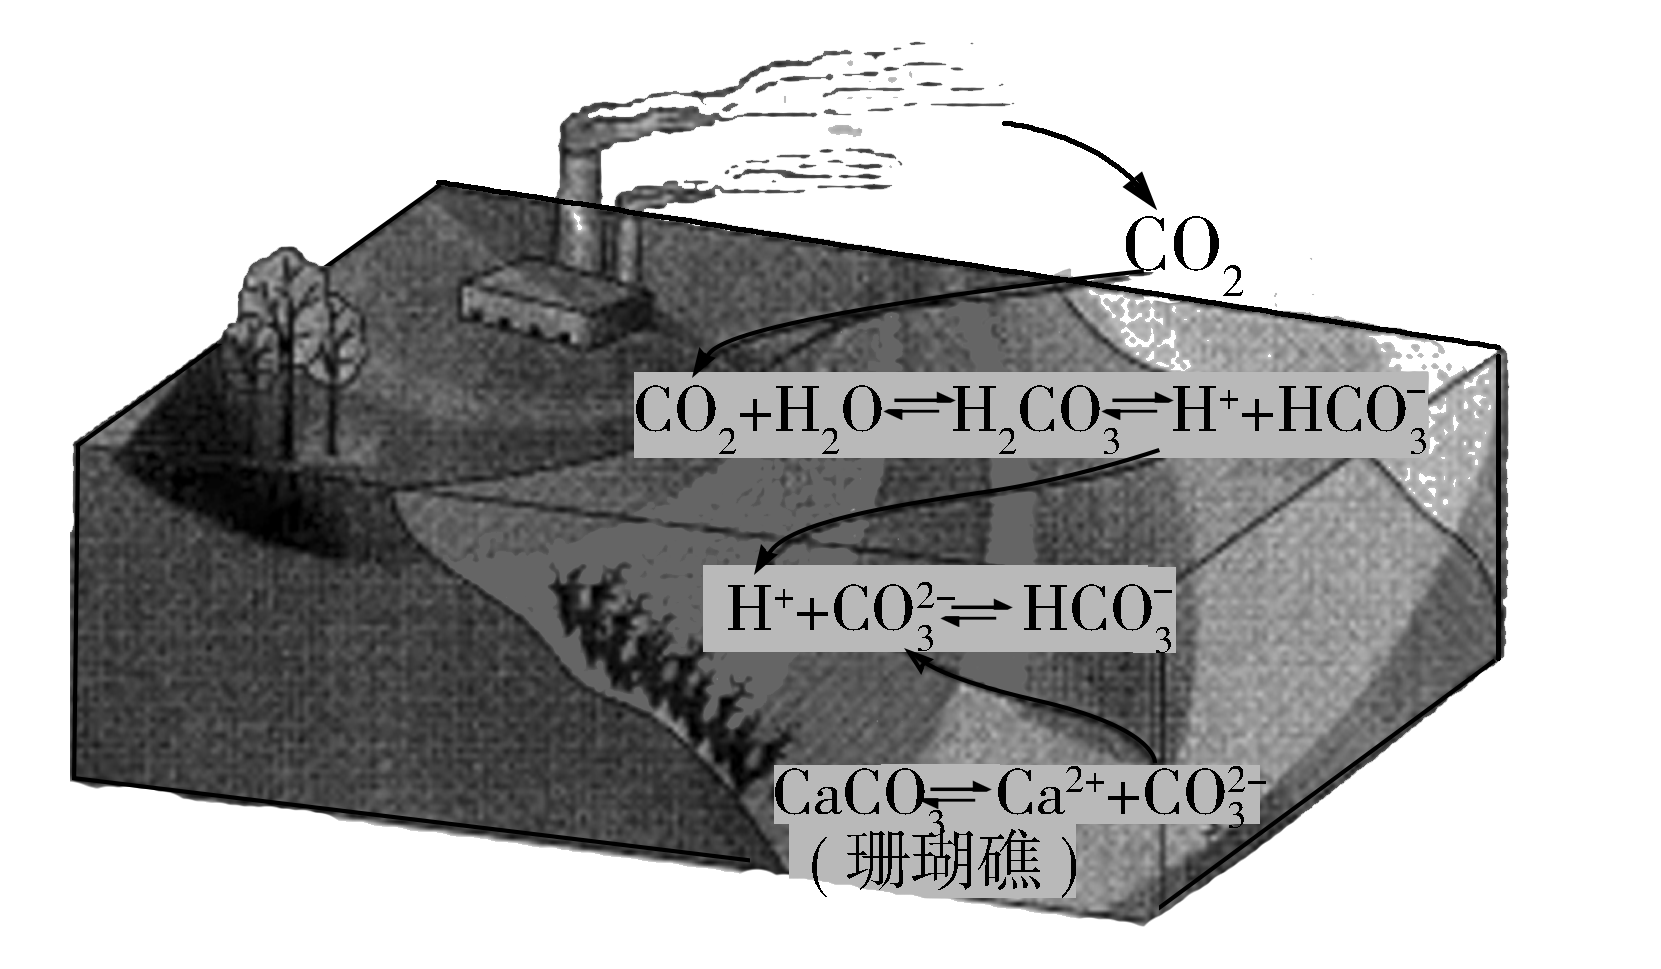 CO₂
CO₂+H₂O⇌H₂CO₃⇌H⁺+HCO₃⁻
H⁺+CO₃²⁻⇌HCO₃⁻
CaCO₃⇌Ca²⁺+CO₃²⁻
(珊瑚礁)